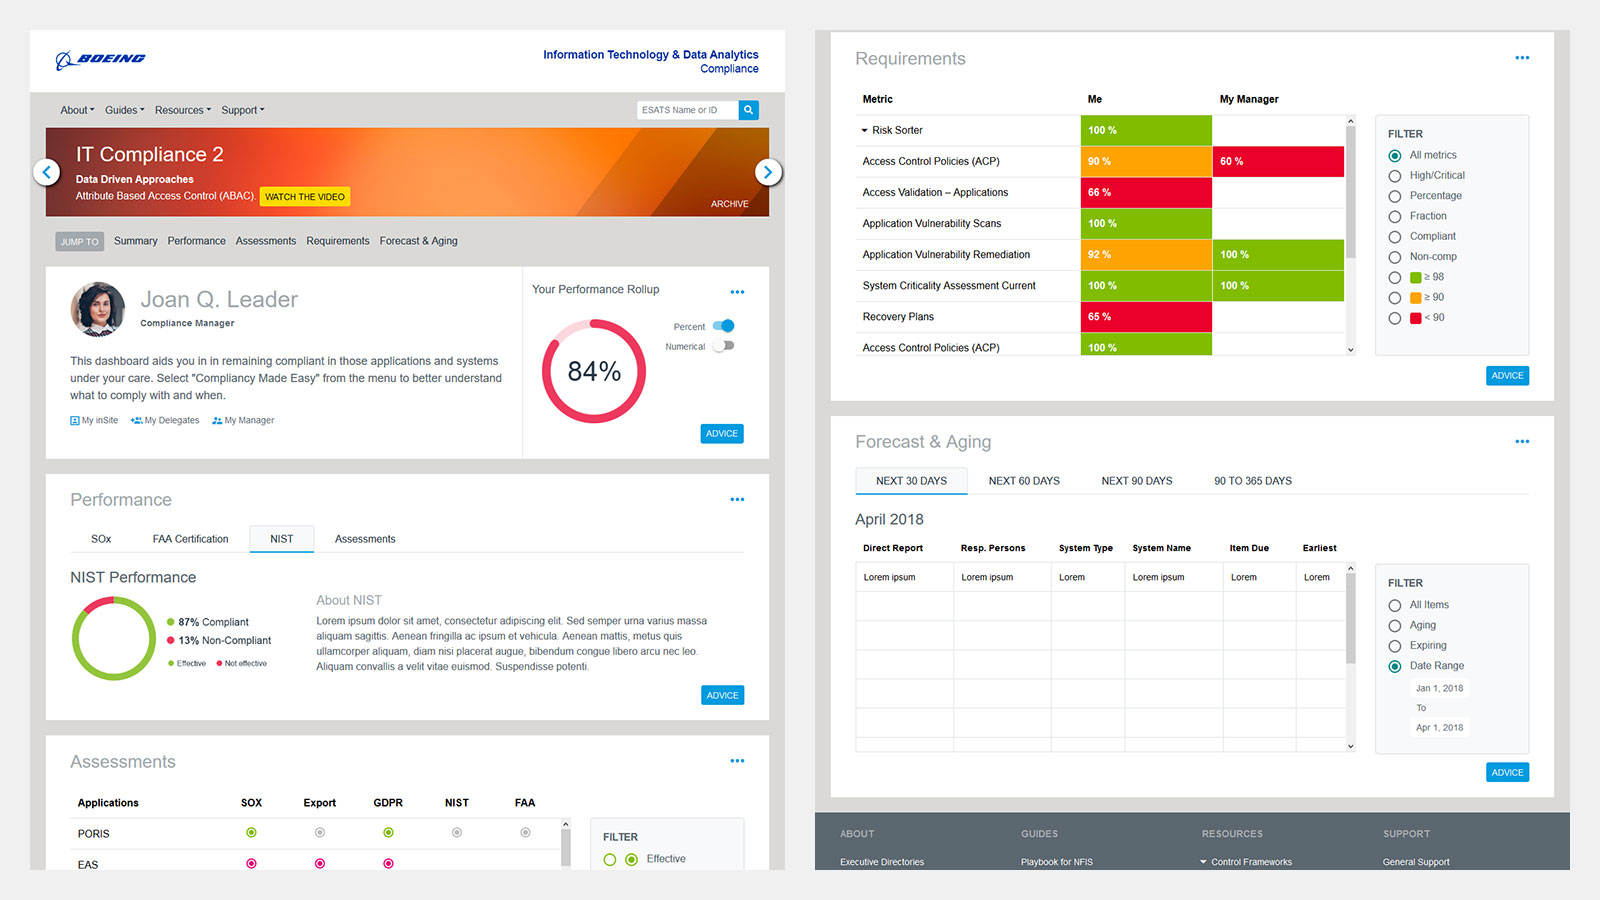 BOEING
Information Technology & Data Analytics
Compliance
About Guides Resources Support
ESATS Name or ID
IT Compliance 2
Data Driven Approaches
Attribute Based Access Control (ABAC). WATCH THE VIDEO
ARCHIVE
JUMP TO Summary Performance Assessments Requirements Forecast & Aging
Joan Q. Leader
Compliance Manager
This dashboard aids you in in remaining compliant in those applications and systems
under your care. Select "Compliancy Made Easy" from the menu to better understand
what to comply with and when.
My inSite My Delegates My Manager
Your Performance Rollup
Percent
Numerical
84%
ADVICE
Performance
SOx FAA Certification NIST Assessments
NIST Performance
87% Compliant
13% Non-Compliant
Effective Not effective
About NIST
Lorem ipsum dolor sit amet, consectetur adipiscing elit. Sed semper urna varius massa
aliquam sagittis. Aenean fringilla ac ipsum et vehicula. Aenean mattis, metus quis
ullamcorper aliquam, diam nisi placerat augue, bibendum congue libero arcu nec leo.
Aliquam convallis a velit vitae euismod. Suspendisse potenti.
ADVICE
Assessments
Applications SOX Export GDPR NIST FAA
PORIS
EAS
FILTER
Effective
Requirements
Metric Me My Manager
Risk Sorter 100 %
Access Control Policies (ACP) 90 % 60 %
Access Validation – Applications 66 %
Application Vulnerability Scans 100 %
Application Vulnerability Remediation 92 % 100 %
System Criticality Assessment Current 100 % 100 %
Recovery Plans 65 %
Access Control Policies (ACP) 100 %
FILTER
All metrics
High/Critical
Percentage
Fraction
Compliant
Non-comp
≥ 98
≥ 90
< 90
ADVICE
Forecast & Aging
NEXT 30 DAYS NEXT 60 DAYS NEXT 90 DAYS 90 TO 365 DAYS
April 2018
Direct Report Resp. Persons System Type System Name Item Due Earliest
Lorem ipsum Lorem ipsum Lorem Lorem ipsum Lorem Lorem
FILTER
All Items
Aging
Expiring
Date Range
Jan 1, 2018
To
Apr 1, 2018
ADVICE
ABOUT GUIDES RESOURCES SUPPORT
Executive Directories Playbook for NFIS Control Frameworks General Support